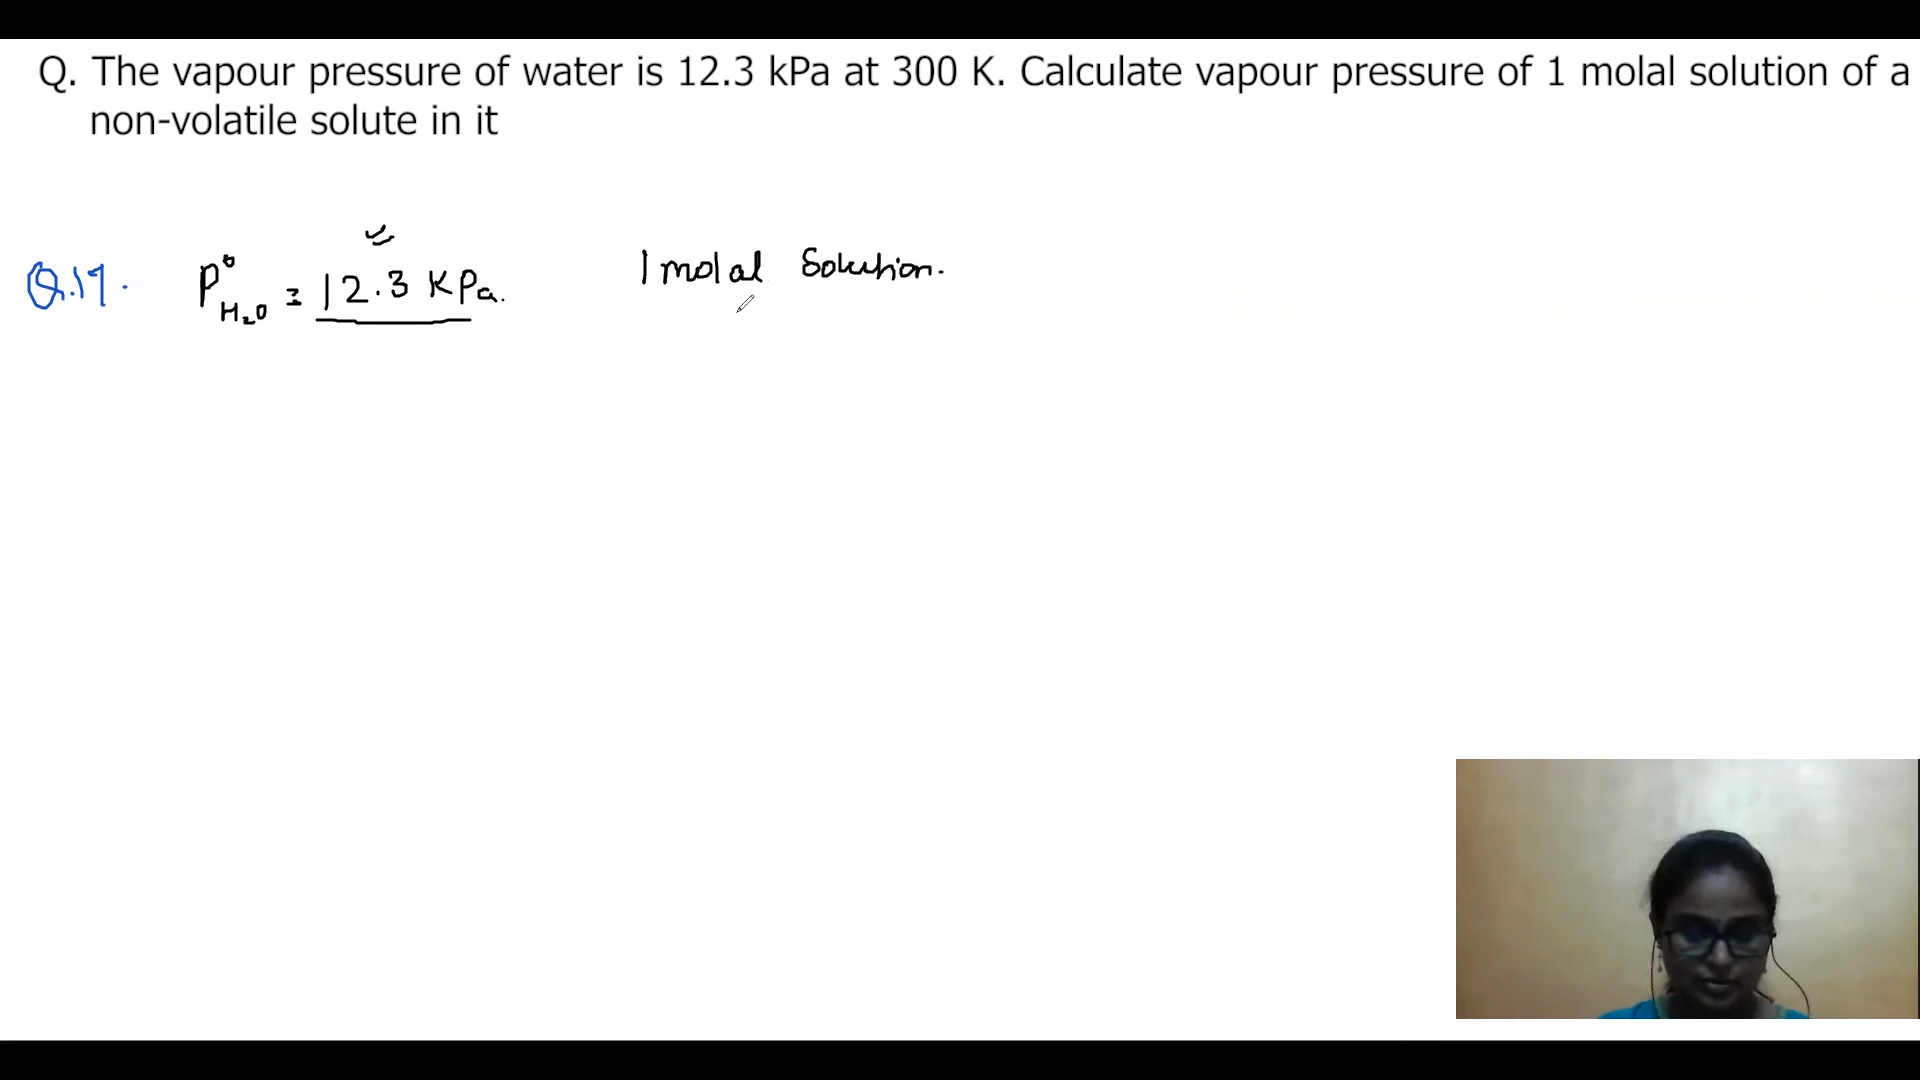 Q. The vapour pressure of water is 12.3 kPa at 300 K. Calculate vapour pressure of 1 molal solution of a
non-volatile solute in it
Q.17. P°H₂O = 12.3 KPa. 1 molal Solution.